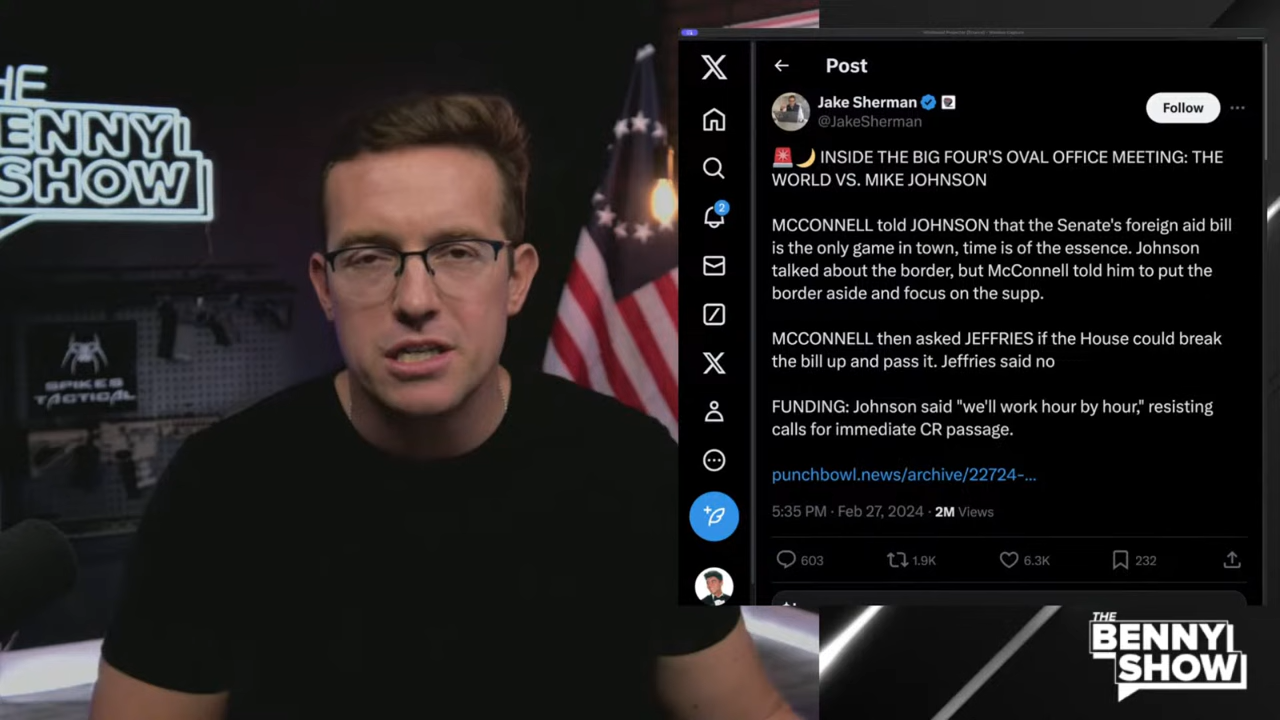 THE
BENNY
SHOW
SPIKES
TACTICAL
Post
Jake Sherman
@JakeSherman
Follow
🚨🌙 INSIDE THE BIG FOUR'S OVAL OFFICE MEETING: THE
WORLD VS. MIKE JOHNSON
MCCONNELL told JOHNSON that the Senate's foreign aid bill
is the only game in town, time is of the essence. Johnson
talked about the border, but McConnell told him to put the
border aside and focus on the supp.
MCCONNELL then asked JEFFRIES if the House could break
the bill up and pass it. Jeffries said no
FUNDING: Johnson said "we'll work hour by hour," resisting
calls for immediate CR passage.
punchbowl.news/archive/22724-...
5:35 PM · Feb 27, 2024 · 2M Views
603 1.9K 6.3K 232
2
THE
BENNY
SHOW